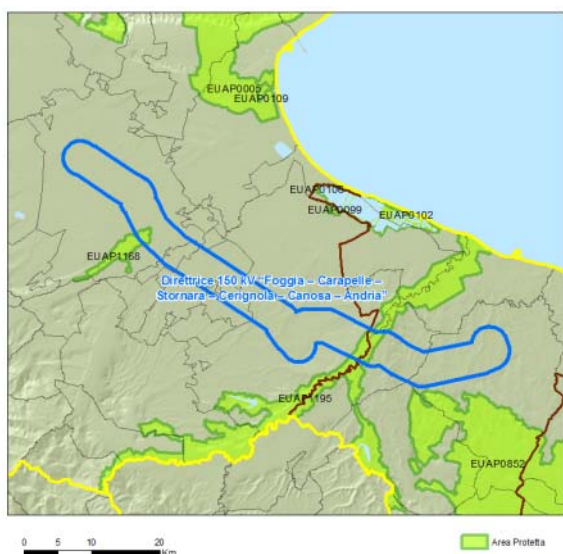 EUAP0005
EUAP0109
EUAP0106
EUAP0099
EUAP0102
EUAP1168
Direttrice 150 kV "Foggia – Carapelle –
Stornara – Cerignola – Canosa – Andria"
EUAP1195
EUAP0852
0 5 10 20
Km
Area Protetta